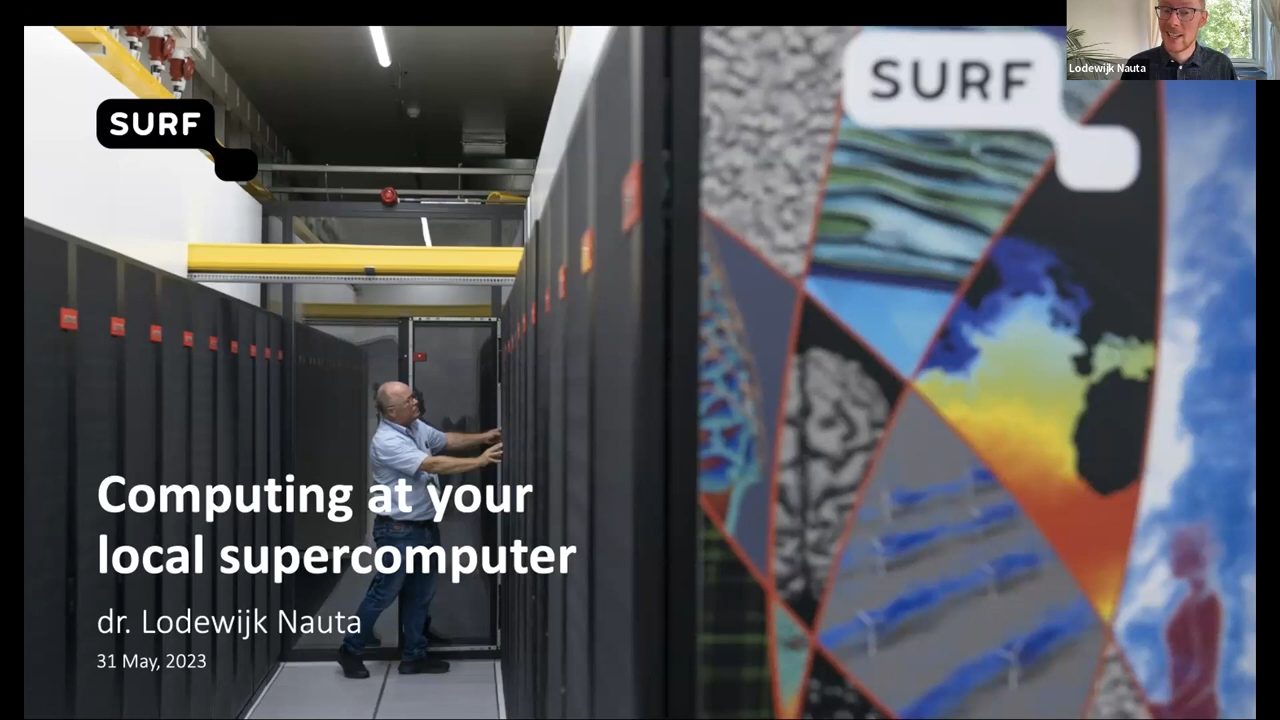 Lodewijk Nauta
SURF
SURF
Computing at your
local supercomputer
dr. Lodewijk Nauta
31 May, 2023